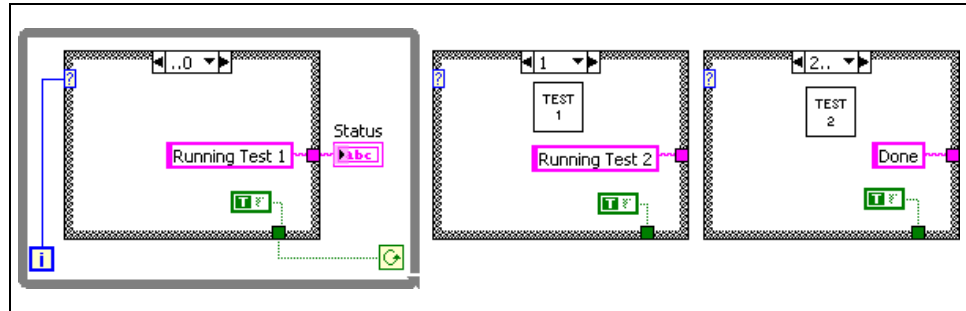 ..0
?
Running Test 1
Status
abc
T F
i
1
?
TEST
1
Running Test 2
T F
2..
?
TEST
2
Done
T F